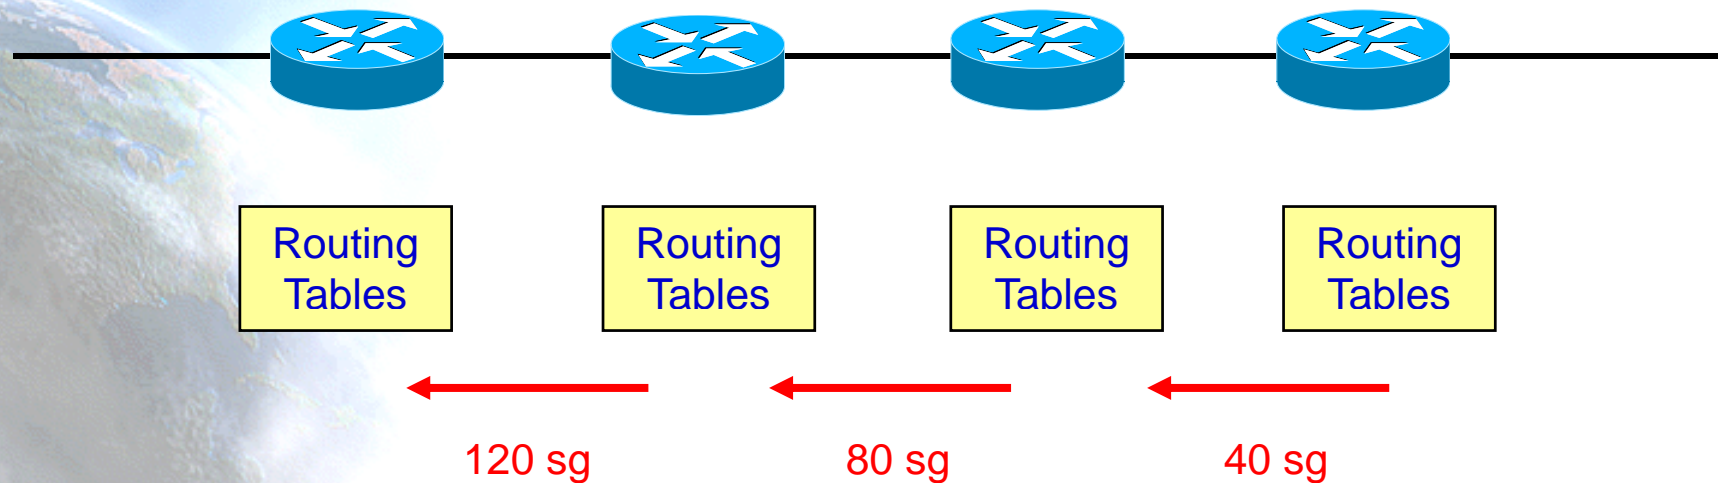 Routing
Tables
Routing
Tables
Routing
Tables
Routing
Tables
120 sg
80 sg
40 sg